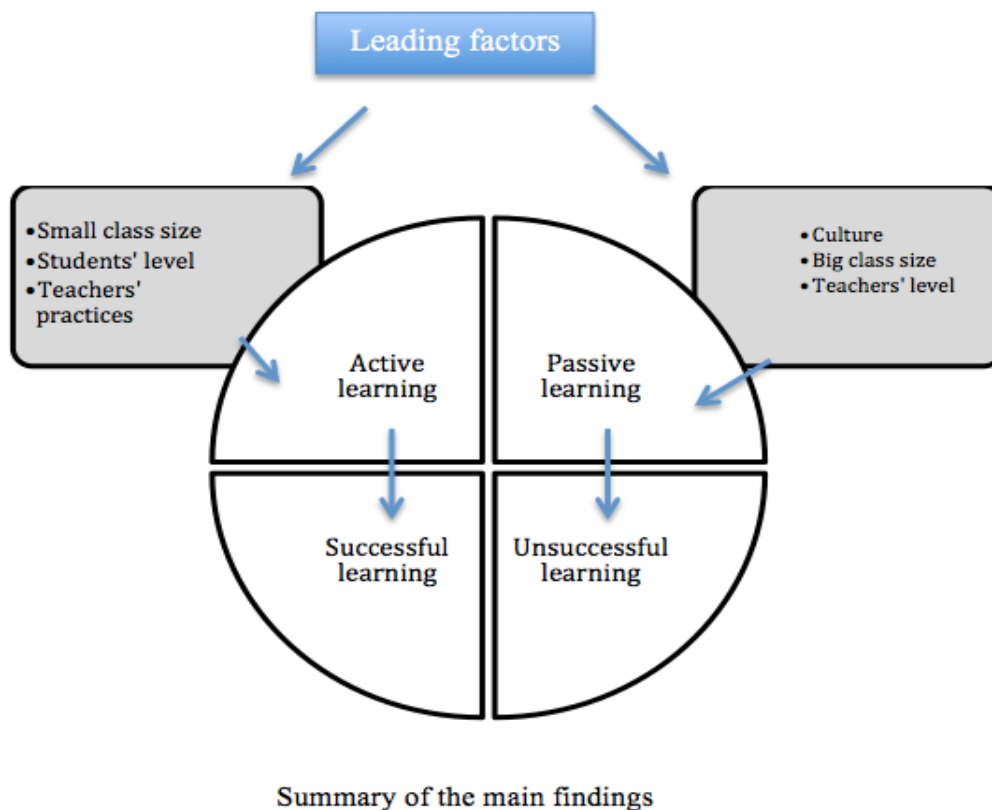 Leading factors
•Small class size
•Students' level
•Teachers'
practices
•Culture
•Big class size
•Teachers' level
Active
learning
Passive
learning
Successful
learning
Unsuccessful
learning
Summary of the main findings